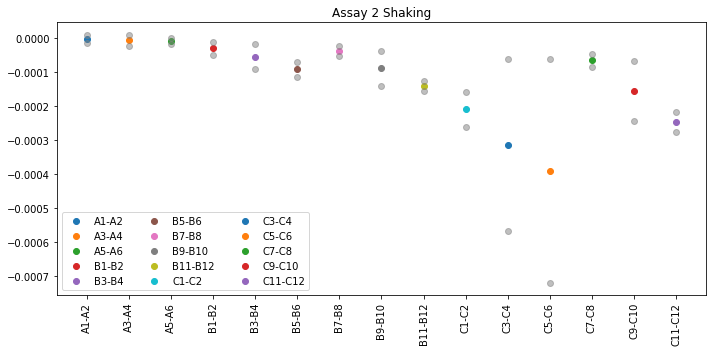 Assay 2 Shaking
0.0000
−0.0001
−0.0002
−0.0003
−0.0004
−0.0005
−0.0006
−0.0007
A1-A2 B5-B6 C3-C4
A3-A4 B7-B8 C5-C6
A5-A6 B9-B10 C7-C8
B1-B2 B11-B12 C9-C10
B3-B4 C1-C2 C11-C12
A1-A2
A3-A4
A5-A6
B1-B2
B3-B4
B5-B6
B7-B8
B9-B10
B11-B12
C1-C2
C3-C4
C5-C6
C7-C8
C9-C10
C11-C12